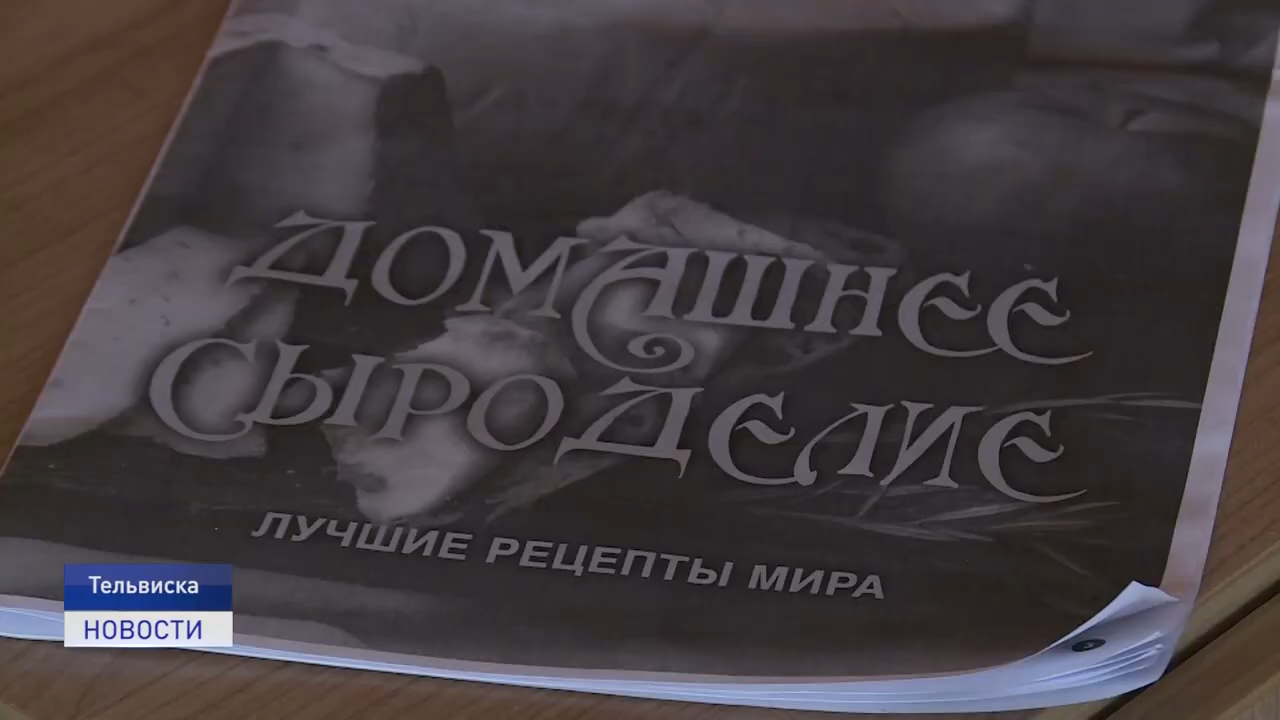 ДОМАШНЕЕ
СЫРОДЕЛИЕ
ЛУЧШИЕ РЕЦЕПТЫ МИРА
Тельвиска
НОВОСТИ